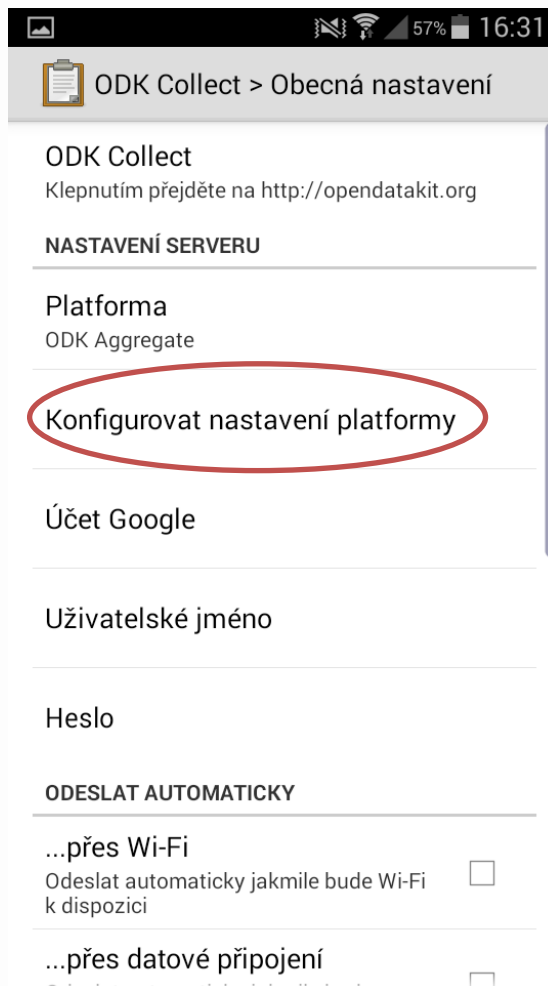 57% 16:31
ODK Collect > Obecná nastavení
ODK Collect
Klepnutím přejděte na http://opendatakit.org
NASTAVENÍ SERVERU
Platforma
ODK Aggregate
Konfigurovat nastavení platformy
Účet Google
Uživatelské jméno
Heslo
ODESLAT AUTOMATICKY
...přes Wi-Fi
Odeslat automaticky jakmile bude Wi-Fi
k dispozici
...přes datové připojení